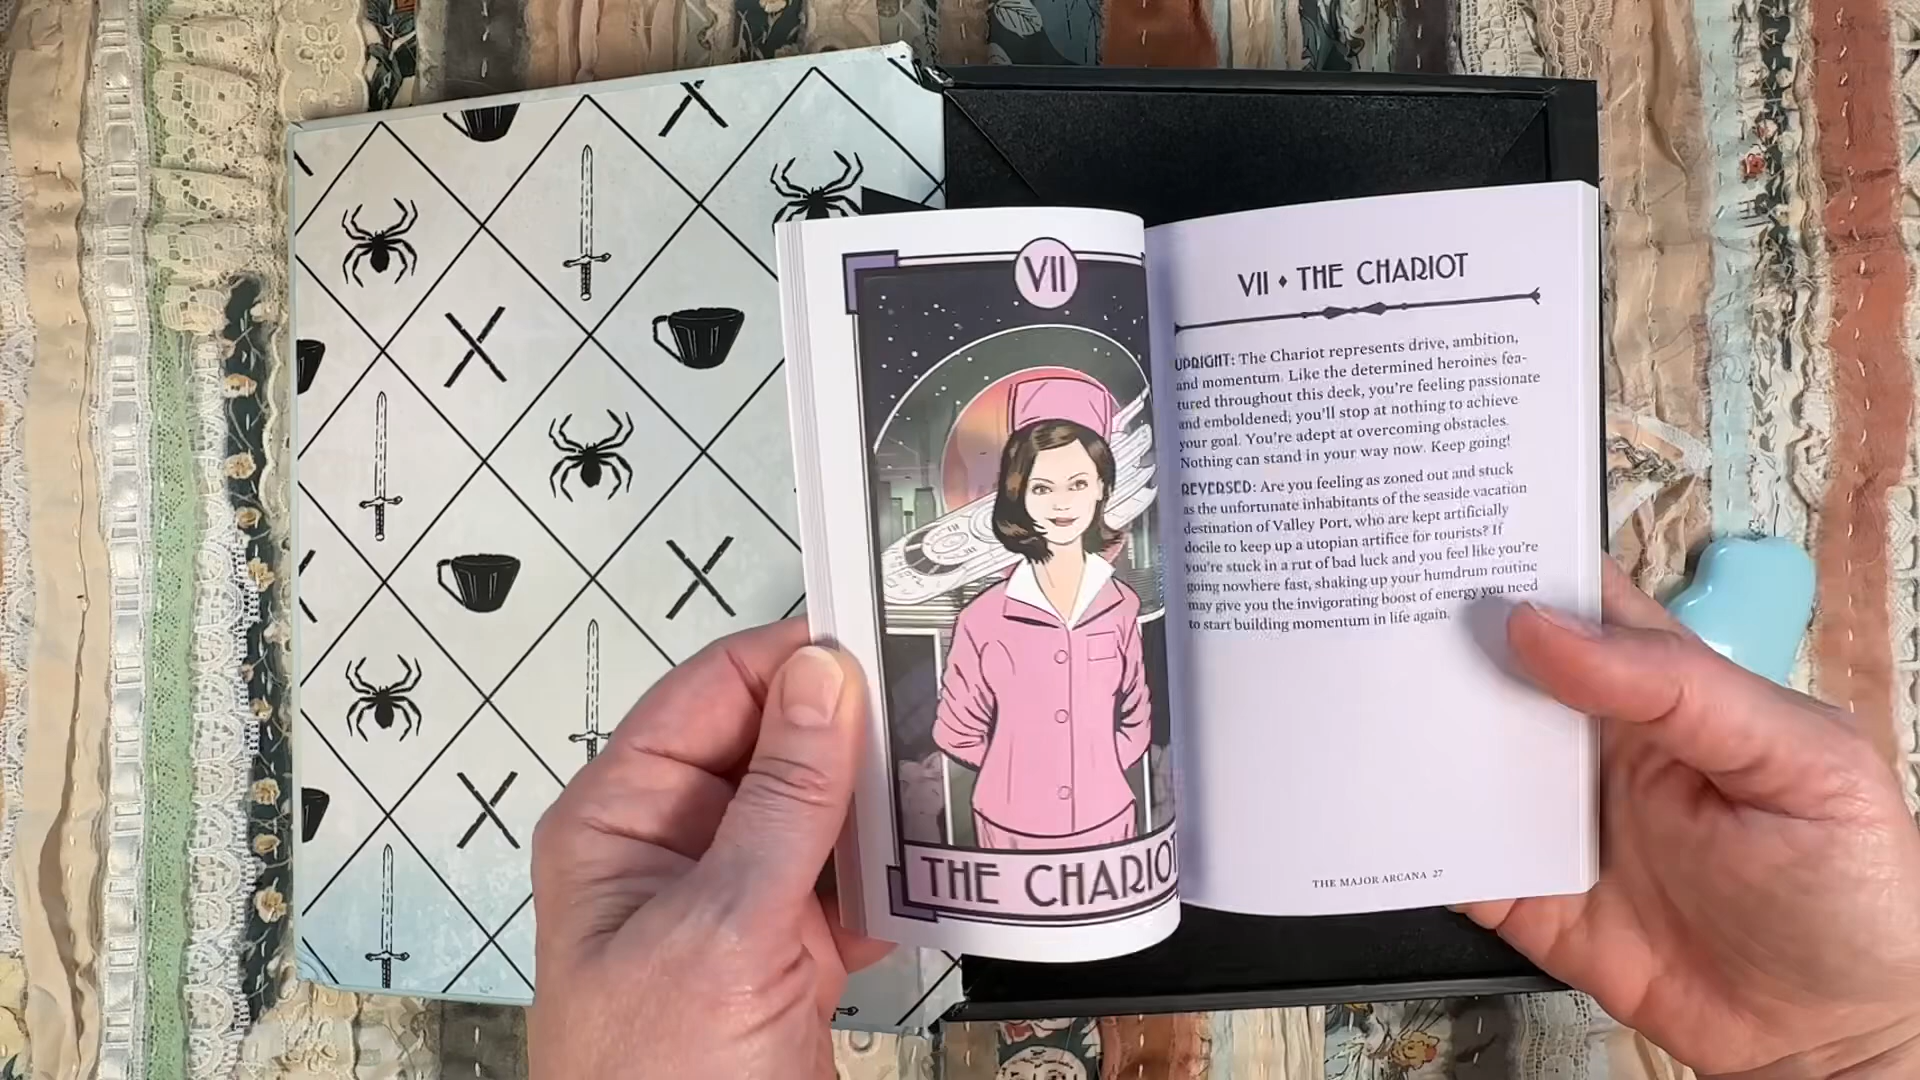 VII
THE CHARIOT
VII ♦ THE CHARIOT
UPRIGHT: The Chariot represents drive, ambition,
and momentum. Like the determined heroines fea-
tured throughout this deck, you're feeling passionate
and emboldened; you'll stop at nothing to achieve
your goal. You're adept at overcoming obstacles.
Nothing can stand in your way now. Keep going!
REVERSED: Are you feeling as zoned out and stuck
as the unfortunate inhabitants of the seaside vacation
destination of Valley Port, who are kept artificially
docile to keep up a utopian artifice for tourists? If
you're stuck in a rut of bad luck and you feel like you're
going nowhere fast, shaking up your humdrum routine
may give you the invigorating boost of energy you need
to start building momentum in life again.
THE MAJOR ARCANA 27